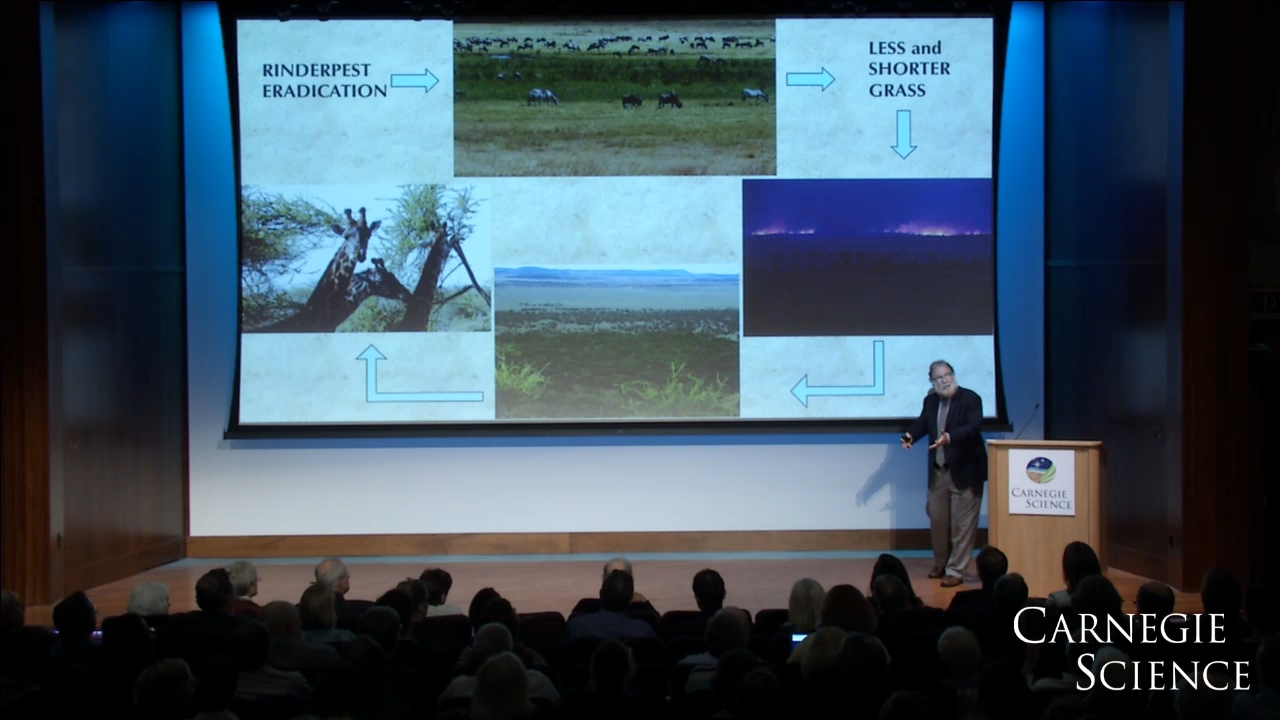 RINDERPEST
ERADICATION
LESS and
SHORTER
GRASS
CARNEGIE
SCIENCE
CARNEGIE
SCIENCE